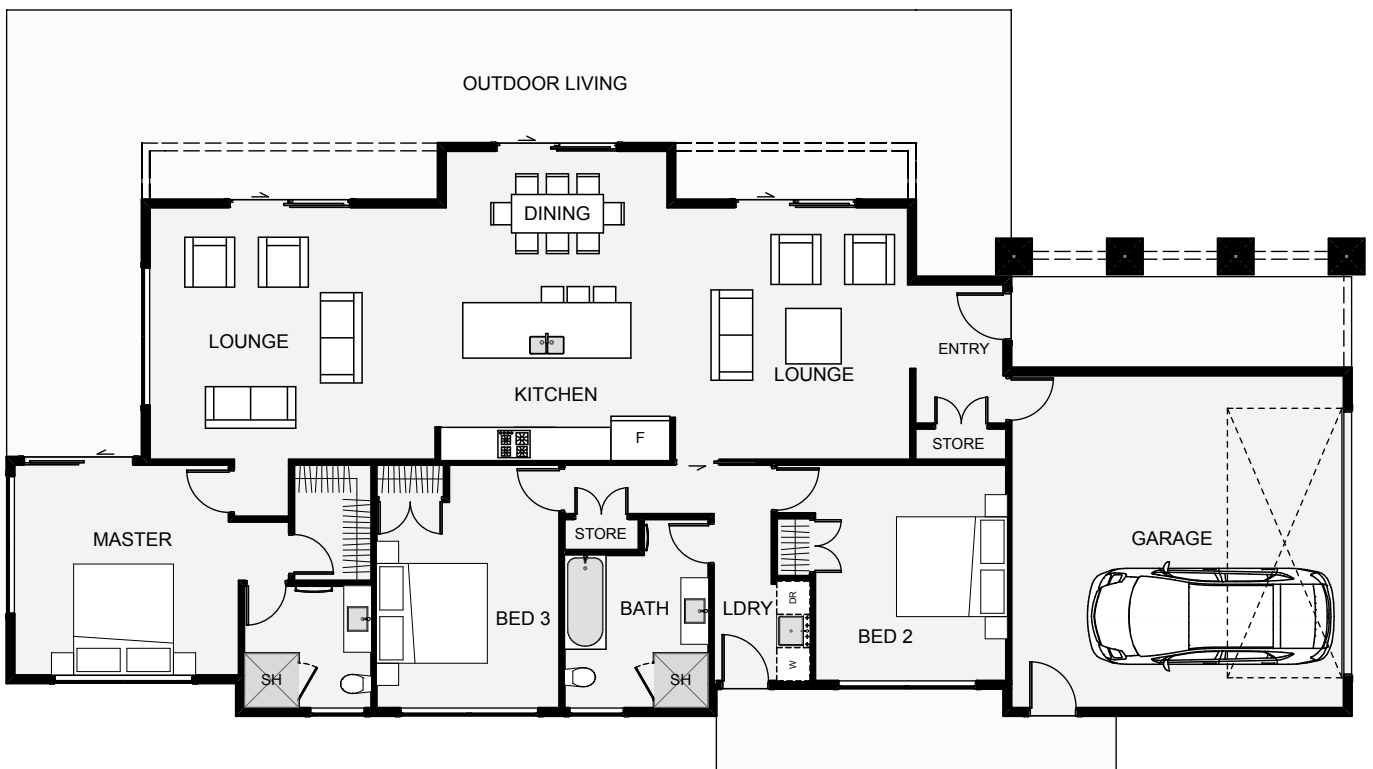 OUTDOOR LIVING
DINING
LOUNGE
ENTRY
LOUNGE
KITCHEN
F
STORE
STORE
MASTER
GARAGE
DR
BED 3
BATH
LDRY
BED 2
W
SH
SH